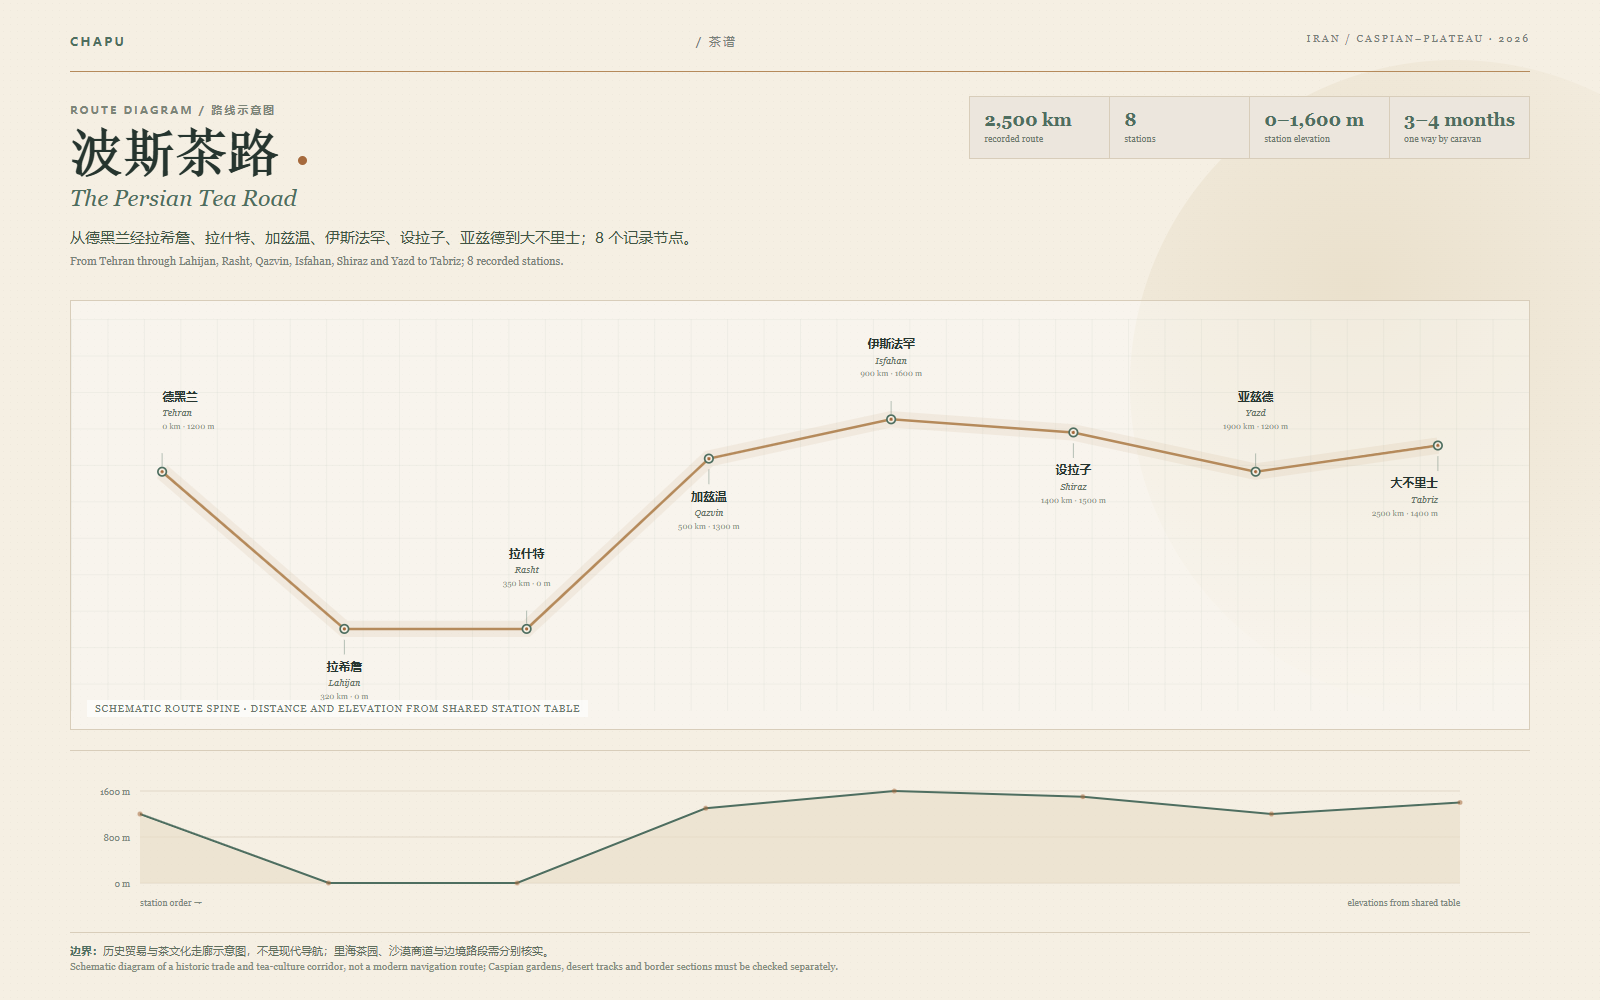 CHAPU
/ 茶谱
IRAN / CASPIAN–PLATEAU · 2026
ROUTE DIAGRAM / 路线示意图
波斯茶路
The Persian Tea Road
从德黑兰经拉希詹、拉什特、加兹温、伊斯法罕、设拉子、亚兹德到大不里士；8 个记录节点。
From Tehran through Lahijan, Rasht, Qazvin, Isfahan, Shiraz and Yazd to Tabriz; 8 recorded stations.
2,500 km
recorded route
8
stations
0–1,600 m
station elevation
3–4 months
one way by caravan
德黑兰
Tehran
0 km · 1200 m
拉希詹
Lahijan
320 km · 0 m
拉什特
Rasht
350 km · 0 m
加兹温
Qazvin
500 km · 1300 m
伊斯法罕
Isfahan
900 km · 1600 m
设拉子
Shiraz
1400 km · 1500 m
亚兹德
Yazd
1900 km · 1200 m
大不里士
Tabriz
2500 km · 1400 m
SCHEMATIC ROUTE SPINE · DISTANCE AND ELEVATION FROM SHARED STATION TABLE
1600 m
800 m
0 m
station order →
elevations from shared table
边界：历史贸易与茶文化走廊示意图，不是现代导航；里海茶园、沙漠商道与边境路段需分别核实。
Schematic diagram of a historic trade and tea-culture corridor, not a modern navigation route; Caspian gardens, desert tracks and border sections must be checked separately.